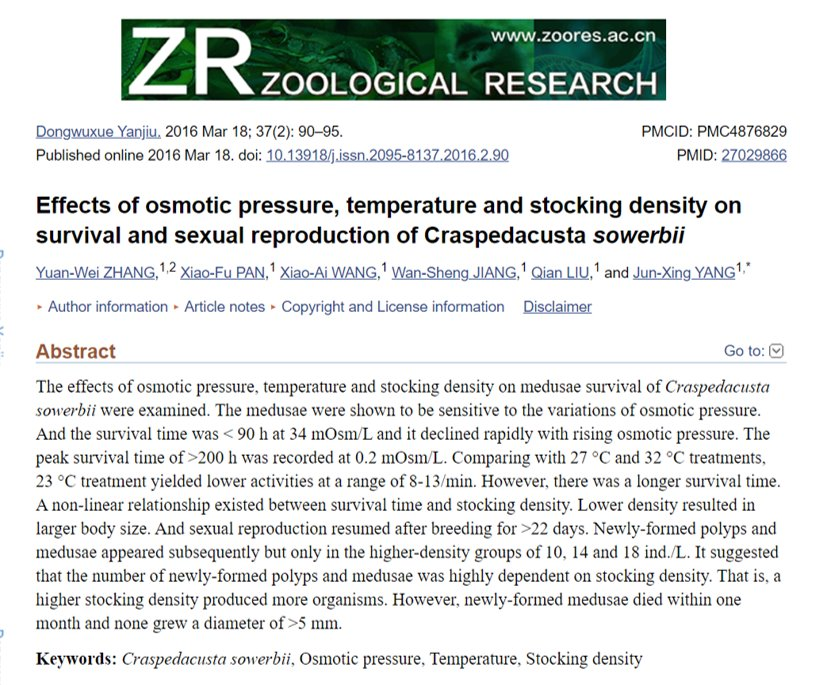 ZR ZOOLOGICAL RESEARCH
www.zoores.ac.cn
Dongwuxue Yanjiu. 2016 Mar 18; 37(2): 90–95.
PMCID: PMC4876829
Published online 2016 Mar 18. doi: 10.13918/j.issn.2095-8137.2016.2.90
PMID: 27029866
Effects of osmotic pressure, temperature and stocking density on
survival and sexual reproduction of Craspedacusta sowerbii
Yuan-Wei ZHANG,1,2 Xiao-Fu PAN,1 Xiao-Ai WANG,1 Wan-Sheng JIANG,1 Qian LIU,1 and Jun-Xing YANG1,*
▸ Author information ▸ Article notes ▸ Copyright and License information Disclaimer
Abstract
Go to:
The effects of osmotic pressure, temperature and stocking density on medusae survival of Craspedacusta
sowerbii were examined. The medusae were shown to be sensitive to the variations of osmotic pressure.
And the survival time was < 90 h at 34 mOsm/L and it declined rapidly with rising osmotic pressure. The
peak survival time of >200 h was recorded at 0.2 mOsm/L. Comparing with 27 °C and 32 °C treatments,
23 °C treatment yielded lower activities at a range of 8-13/min. However, there was a longer survival time.
A non-linear relationship existed between survival time and stocking density. Lower density resulted in
larger body size. And sexual reproduction resumed after breeding for >22 days. Newly-formed polyps and
medusae appeared subsequently but only in the higher-density groups of 10, 14 and 18 ind./L. It suggested
that the number of newly-formed polyps and medusae was highly dependent on stocking density. That is, a
higher stocking density produced more organisms. However, newly-formed medusae died within one
month and none grew a diameter of >5 mm.
Keywords: Craspedacusta sowerbii, Osmotic pressure, Temperature, Stocking density